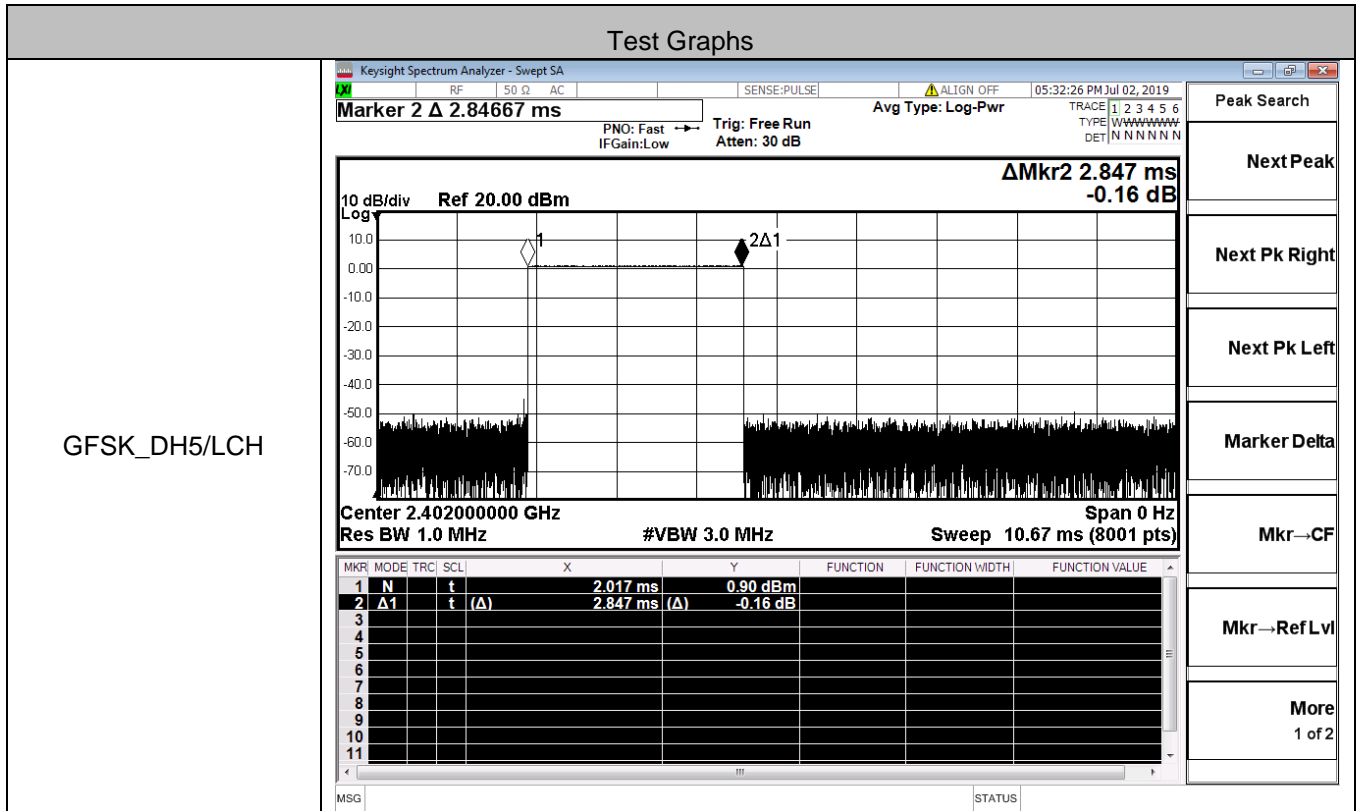 Test Graphs
GFSK_DH5/LCH
Keysight Spectrum Analyzer - Swept SA
LXI RF 50 Ω AC SENSE:PULSE ALIGN OFF 05:32:26 PM Jul 02, 2019
Marker 2 Δ 2.84667 ms
PNO: Fast
IFGain:Low
Trig: Free Run
Atten: 30 dB
Avg Type: Log-Pwr
TRACE 1 2 3 4 5 6
TYPE WWWWWW
DET N N N N N N
ΔMkr2 2.847 ms
-0.16 dB
10 dB/div Ref 20.00 dBm
Log
10.0
0.00
-10.0
-20.0
-30.0
-40.0
-50.0
-60.0
-70.0
1
2Δ1
Center 2.402000000 GHz Span 0 Hz
Res BW 1.0 MHz #VBW 3.0 MHz Sweep 10.67 ms (8001 pts)
MKR MODE TRC SCL X Y FUNCTION FUNCTION WIDTH FUNCTION VALUE
1 N t 2.017 ms 0.90 dBm
2 Δ1 t (Δ) 2.847 ms (Δ) -0.16 dB
3
4
5
6
7
8
9
10
11
MSG STATUS
Peak Search
Next Peak
Next Pk Right
Next Pk Left
Marker Delta
Mkr→CF
Mkr→Ref Lvl
More
1 of 2